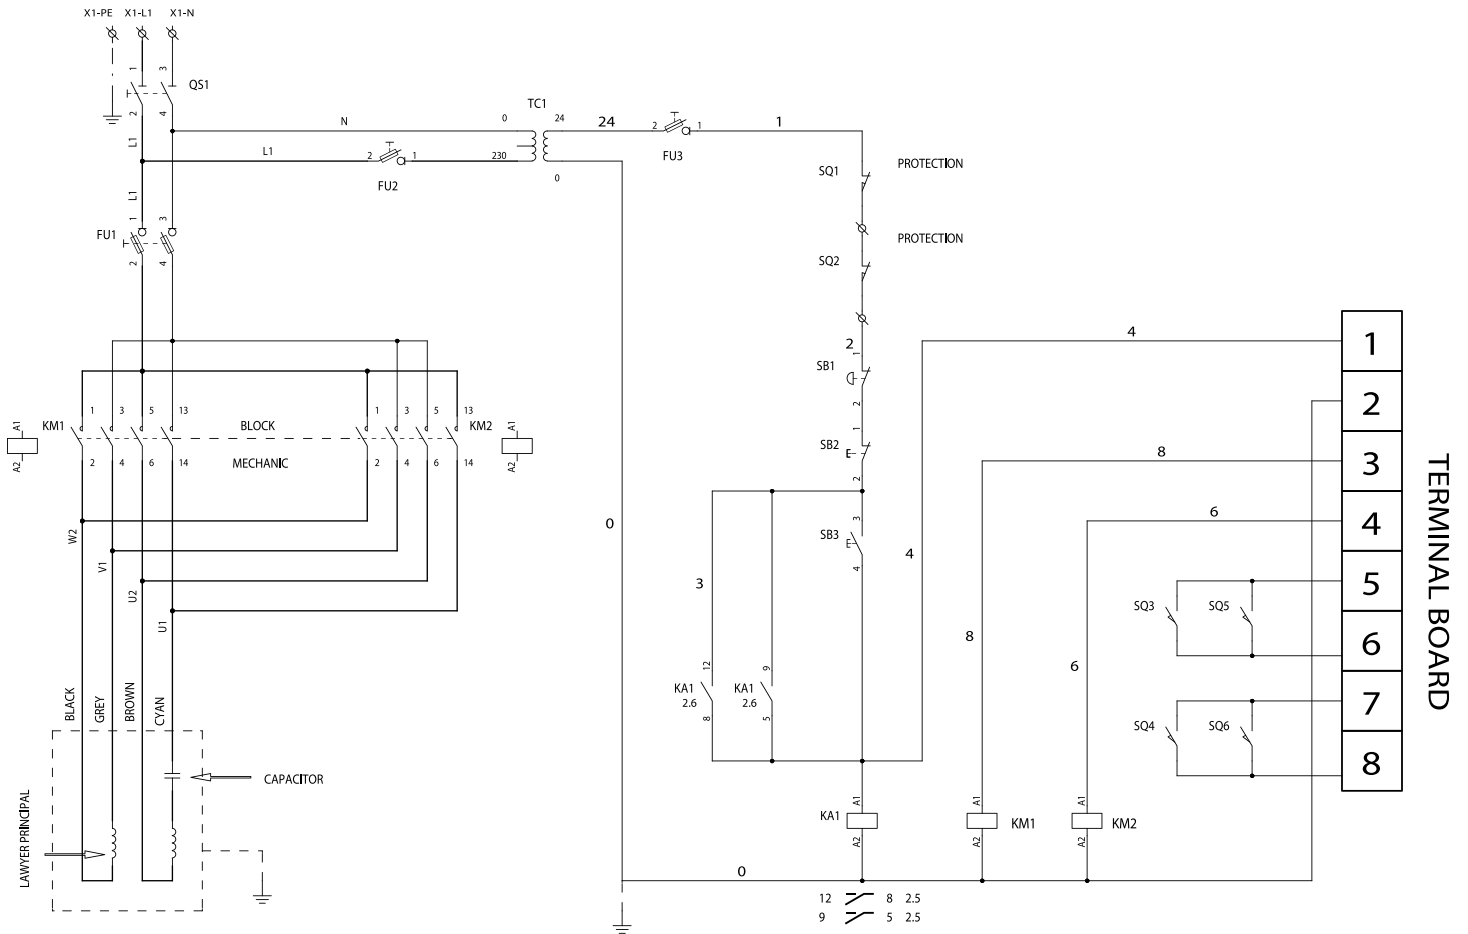 X1-PE X1-L1 X1-N
1 3
QS1
2 4
L1
N
L1
2 1
FU2
TC1
0 24
230
0
24
2 1
FU3
1
SQ1
PROTECTION
PROTECTION
SQ2
L1
1 3
FU1
2 4
2
1
SB1
2
1
SB2
2
3
SB3
4
4
4
1
2
3
4
5
6
7
8
TERMINAL BOARD
8
8
6
6
A1
A2
KM1
1 3 5 13
BLOCK
MECHANIC
2 4 6 14
1 3 5 13
KM2
2 4 6 14
A1
A2
W2
V1
U2
U1
0
3
12
KA1
2.6
8
9
KA1
2.6
5
SQ3 SQ5
SQ4 SQ6
BLACK
GREY
BROWN
CYAN
CAPACITOR
LAWYER PRINCIPAL
KA1
A1
A2
A1
A2
KM1
A1
A2
KM2
0
12 8 2.5
9 5 2.5